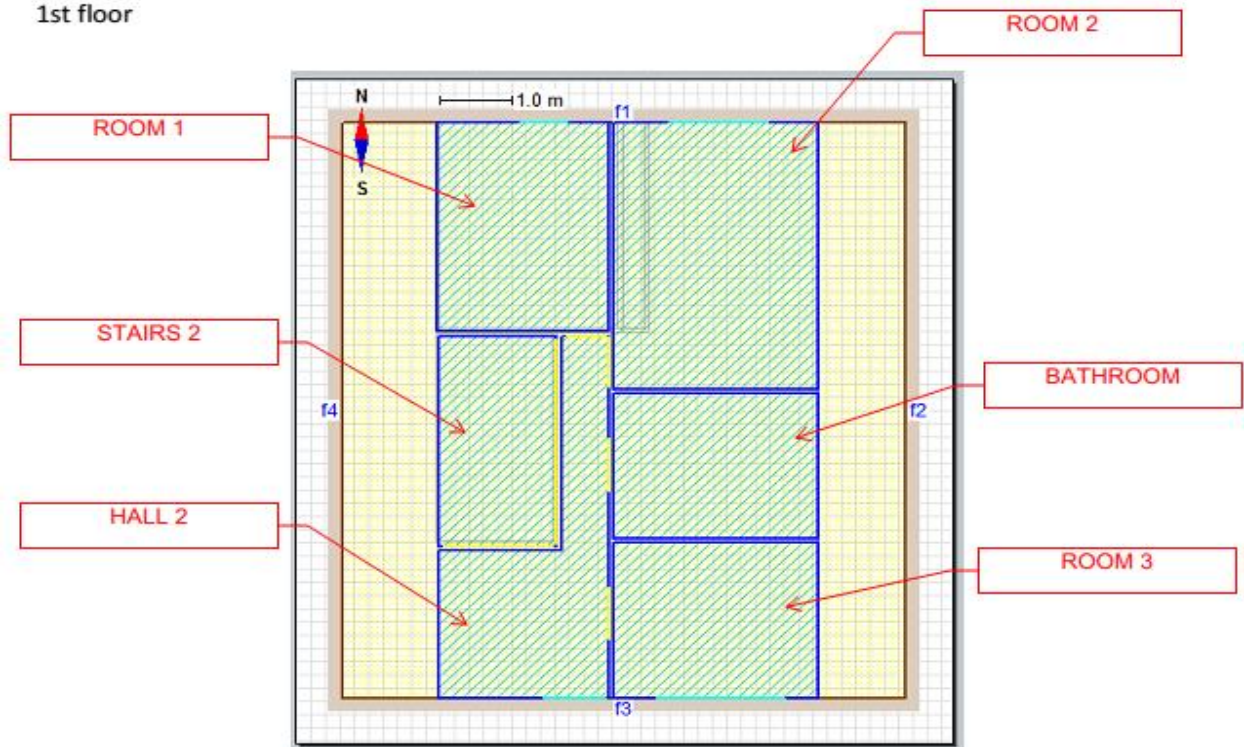 1st floor
ROOM 2
N
1.0 m
f1
ROOM 1
S
STAIRS 2
BATHROOM
f4
f2
HALL 2
ROOM 3
f3